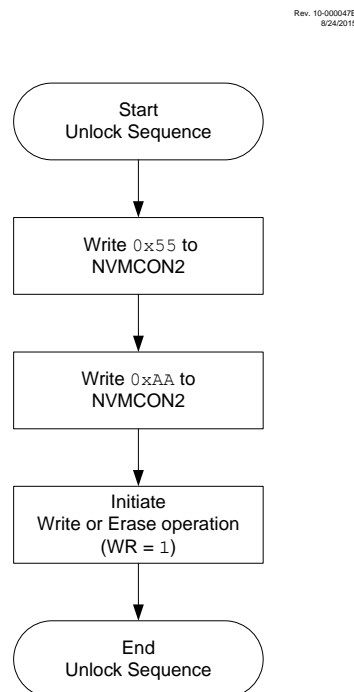 Rev. 10-000047B
8/24/2015
Start
Unlock Sequence
Write 0x55 to
NVMCON2
Write 0xAA to
NVMCON2
Initiate
Write or Erase operation
(WR = 1)
End
Unlock Sequence